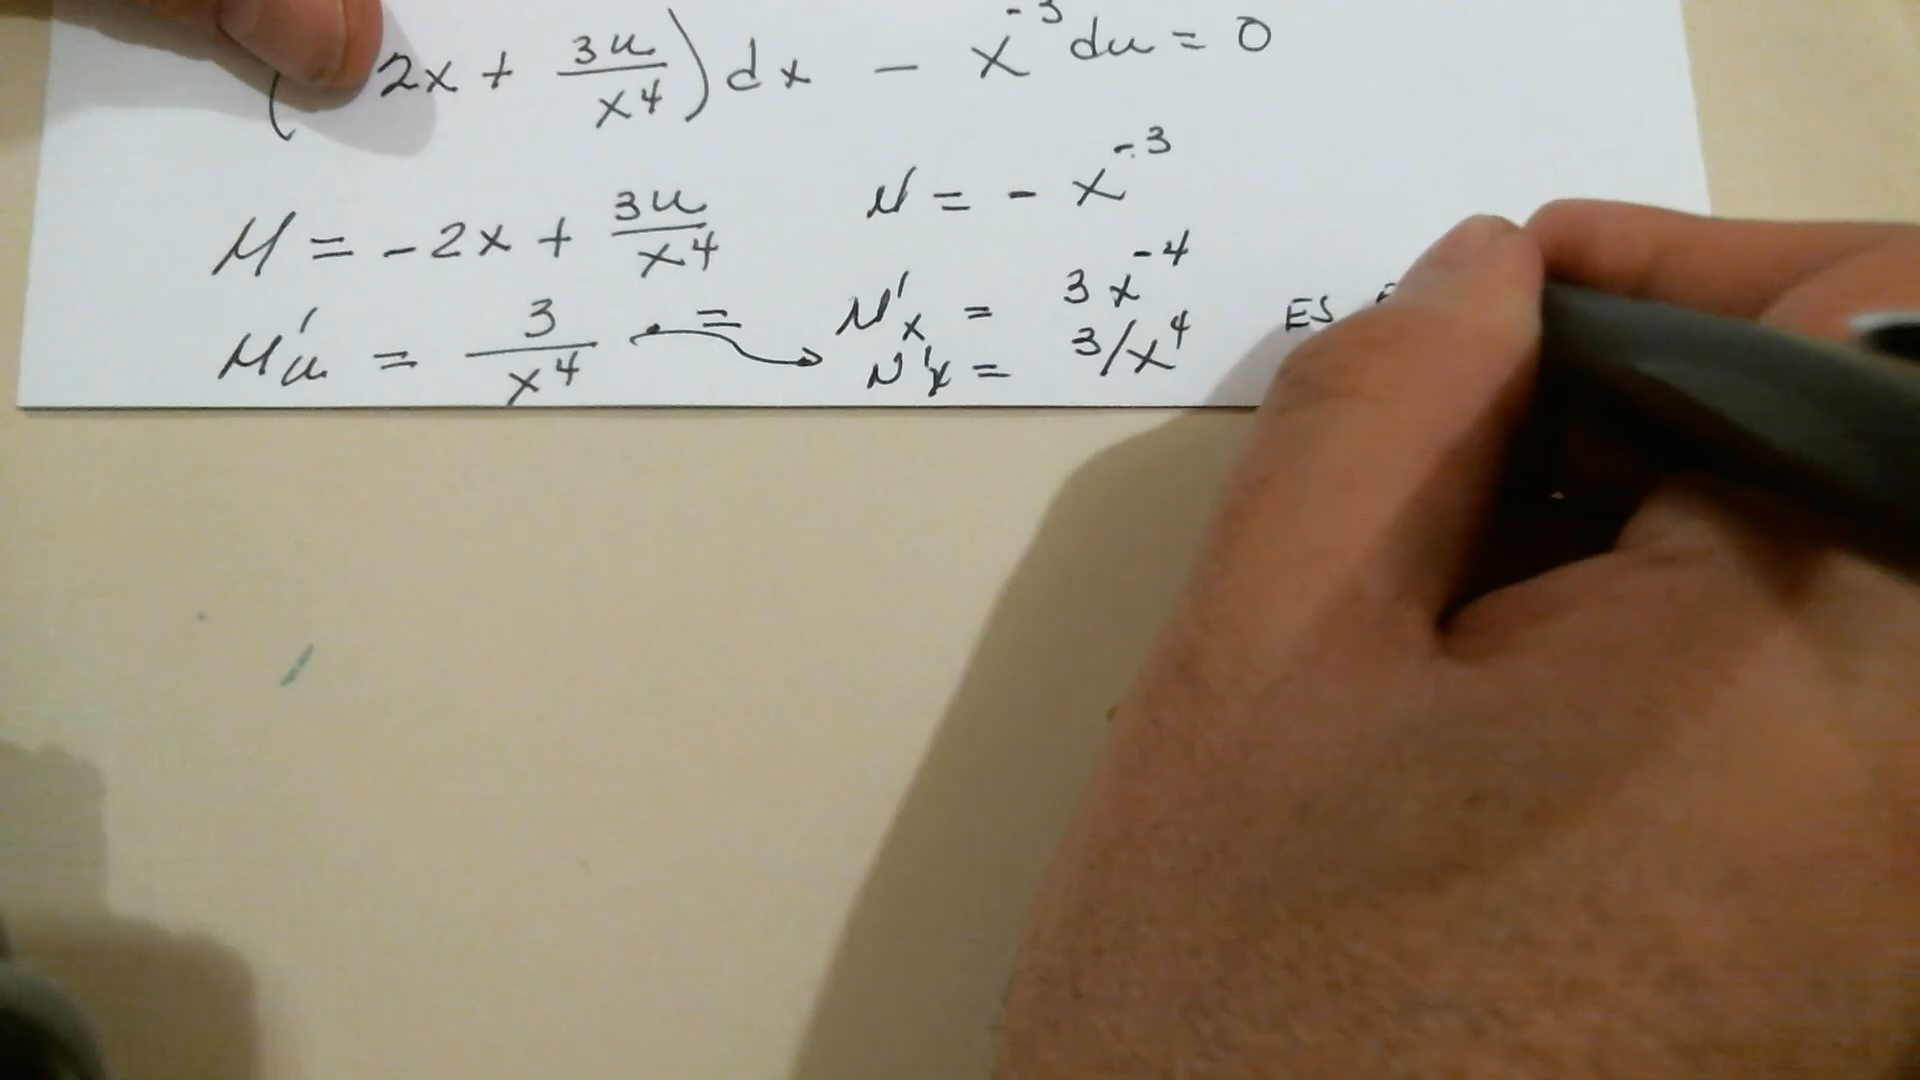 ( 2x + 3u/x⁴ ) dx − x⁻³ du = 0
M = −2x + 3u/x⁴ N = − x⁻³
M'u = 3/x⁴ = N'x = 3x⁻⁴ ES
N'x = 3/x⁴